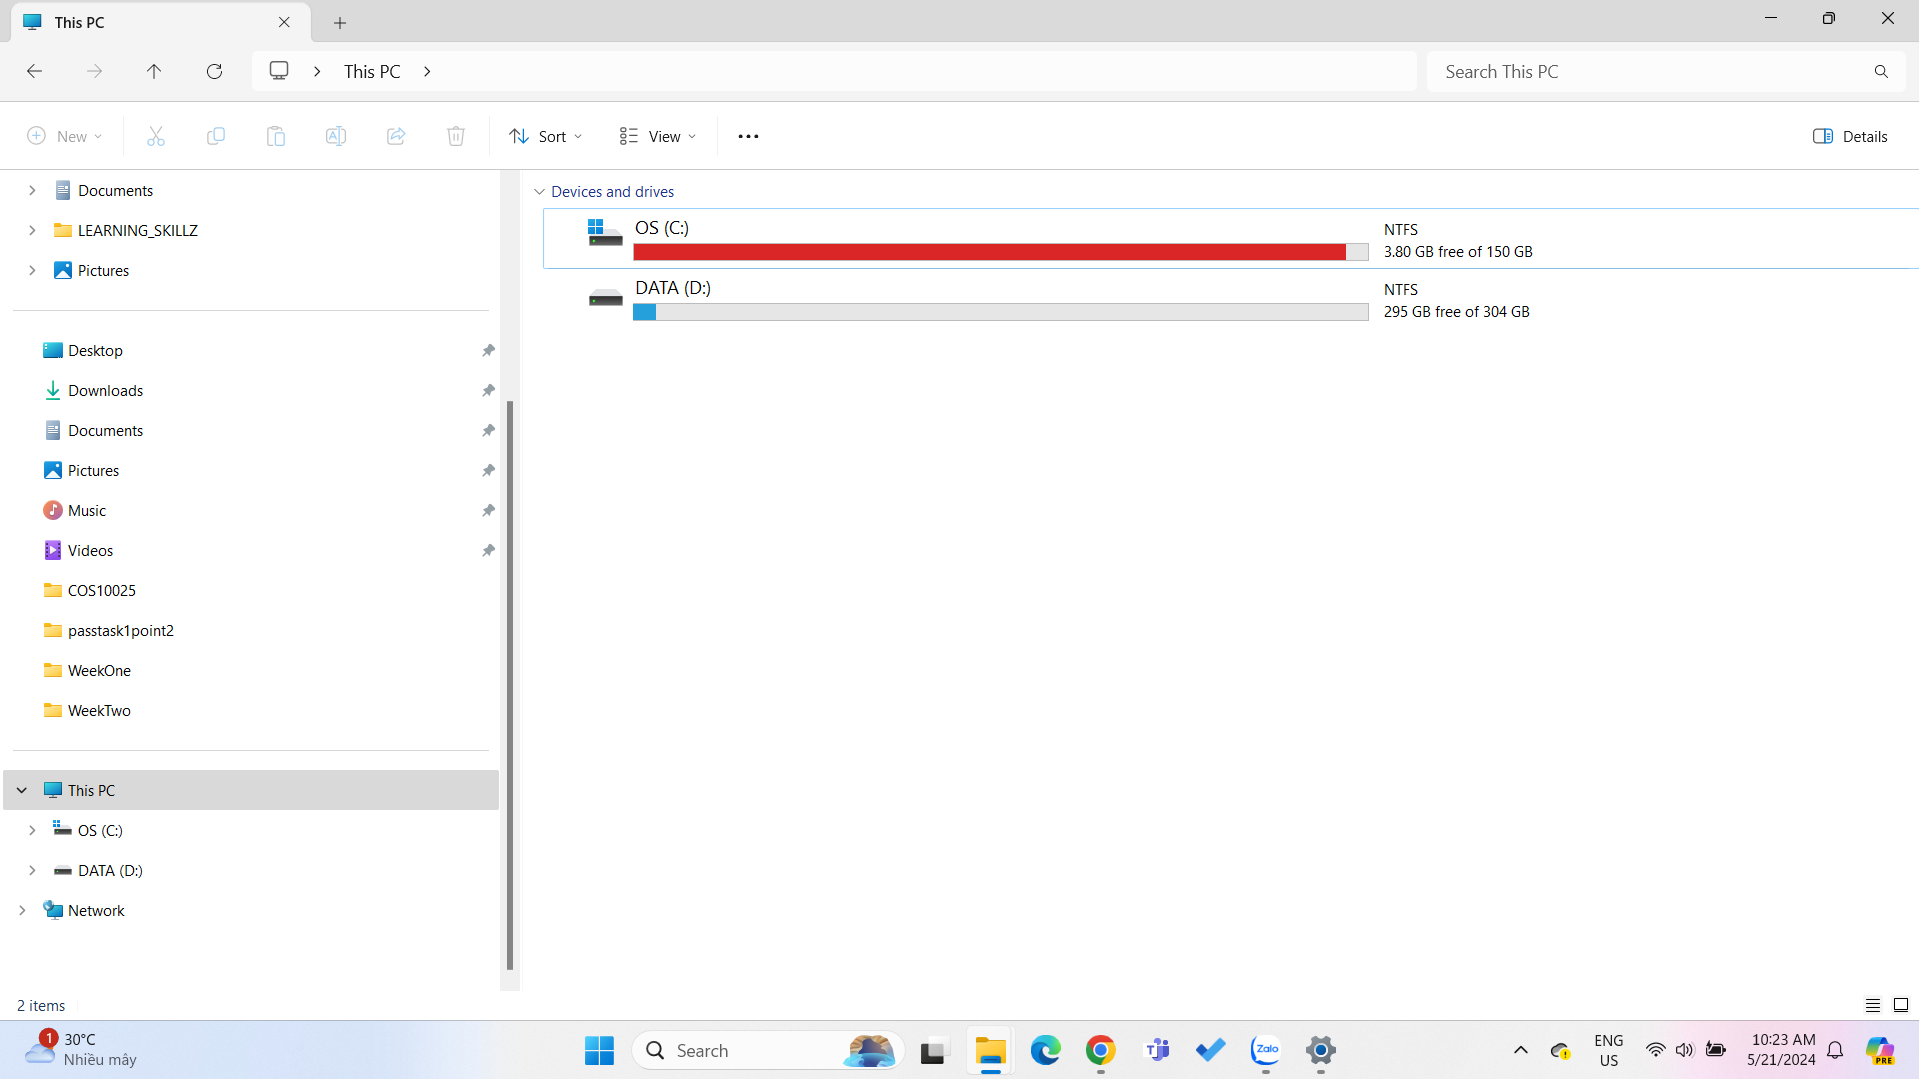 This PC
This PC
Search This PC
New
Sort
View
Details
Documents
LEARNING_SKILLZ
Pictures
Desktop
Downloads
Documents
Pictures
Music
Videos
COS10025
passtask1point2
WeekOne
WeekTwo
This PC
OS (C:)
DATA (D:)
Network
Devices and drives
OS (C:)
NTFS
3.80 GB free of 150 GB
DATA (D:)
NTFS
295 GB free of 304 GB
2 items
1
30°C
Nhiều mây
Search
Zalo
ENG
US
10:23 AM
5/21/2024
PRE